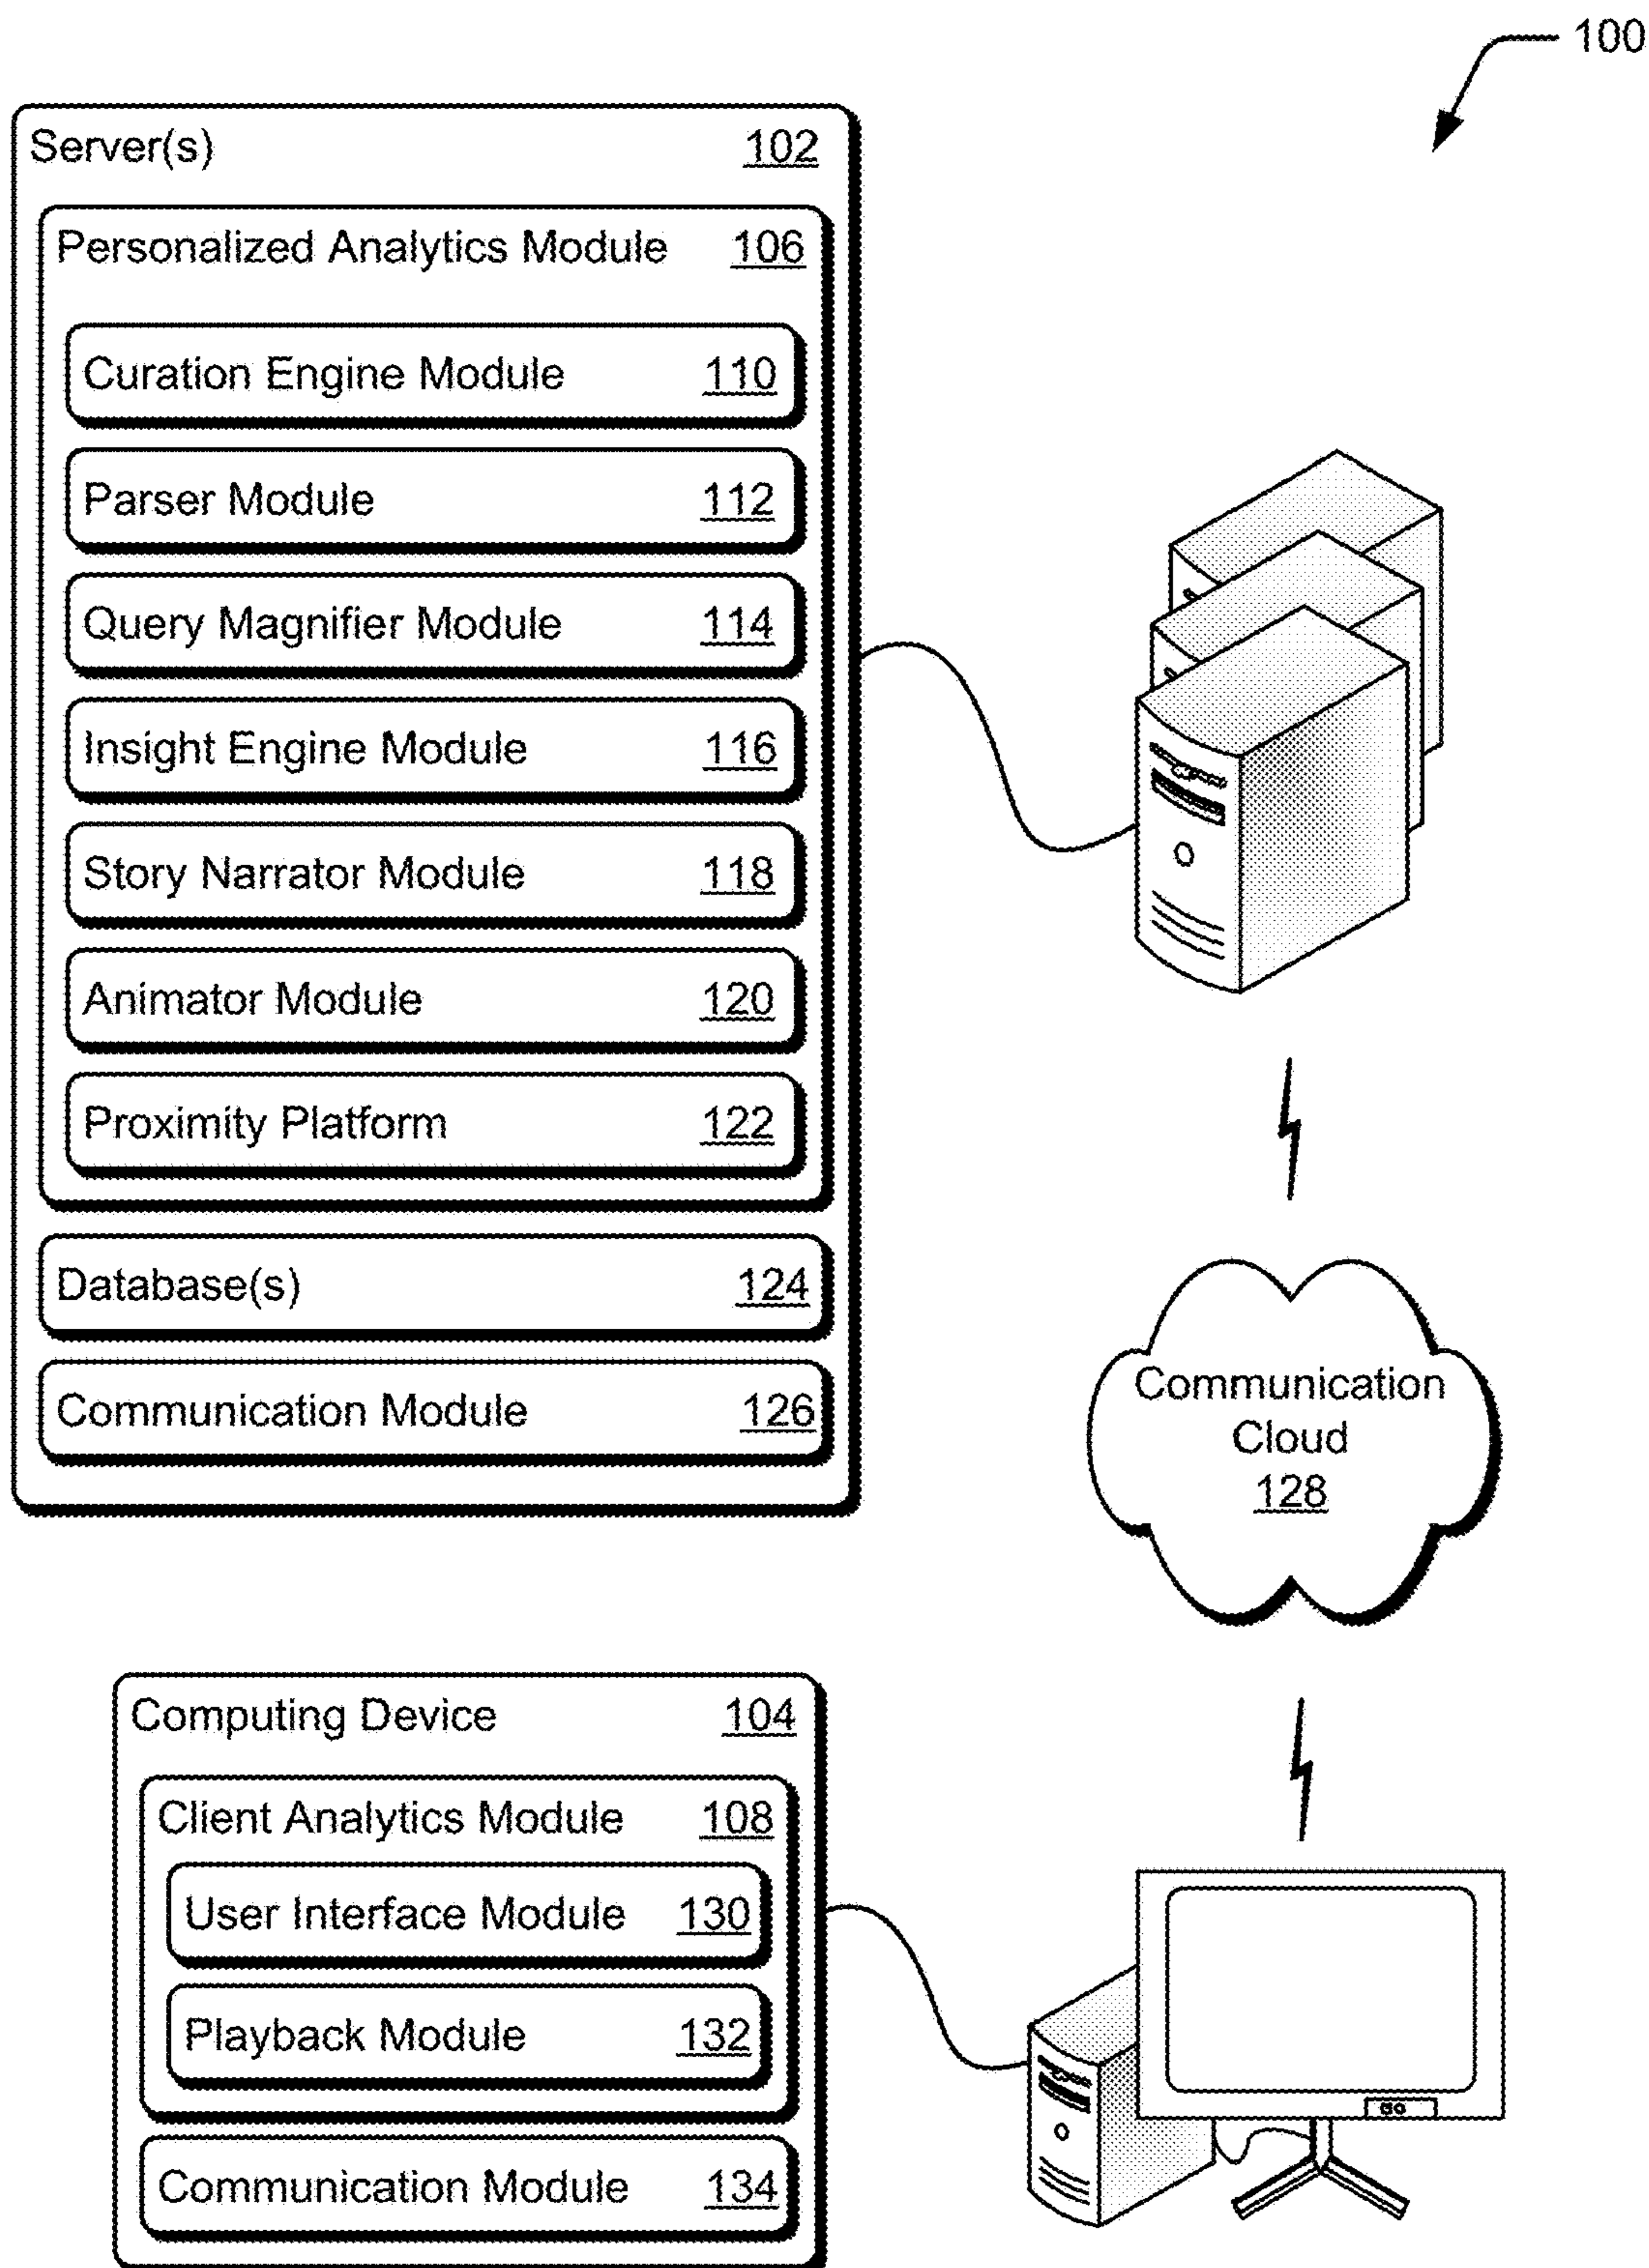 100
Server(s) 102
Personalized Analytics Module 106
Curation Engine Module 110
Parser Module 112
Query Magnifier Module 114
Insight Engine Module 116
Story Narrator Module 118
Animator Module 120
Proximity Platform 122
Database(s) 124
Communication Module 126
Communication
Cloud
128
Computing Device 104
Client Analytics Module 108
User Interface Module 130
Playback Module 132
Communication Module 134